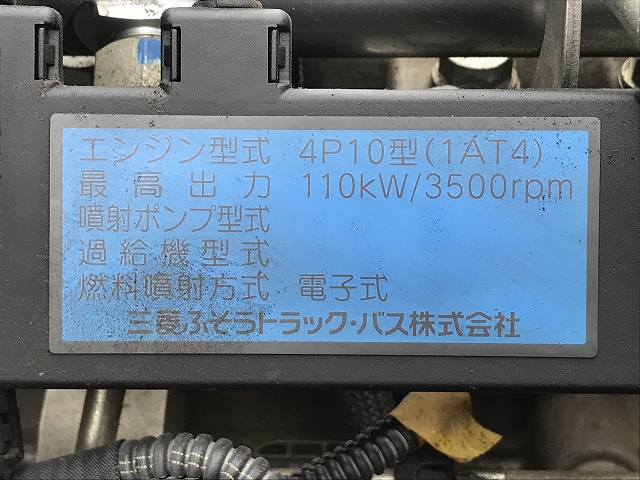 エンジン型式 4P10型(1AT4)
最高出力 110kW/3500rpm
噴射ポンプ型式
過給機型式
燃料噴射方式 電子式
三菱ふそうトラック・バス株式会社